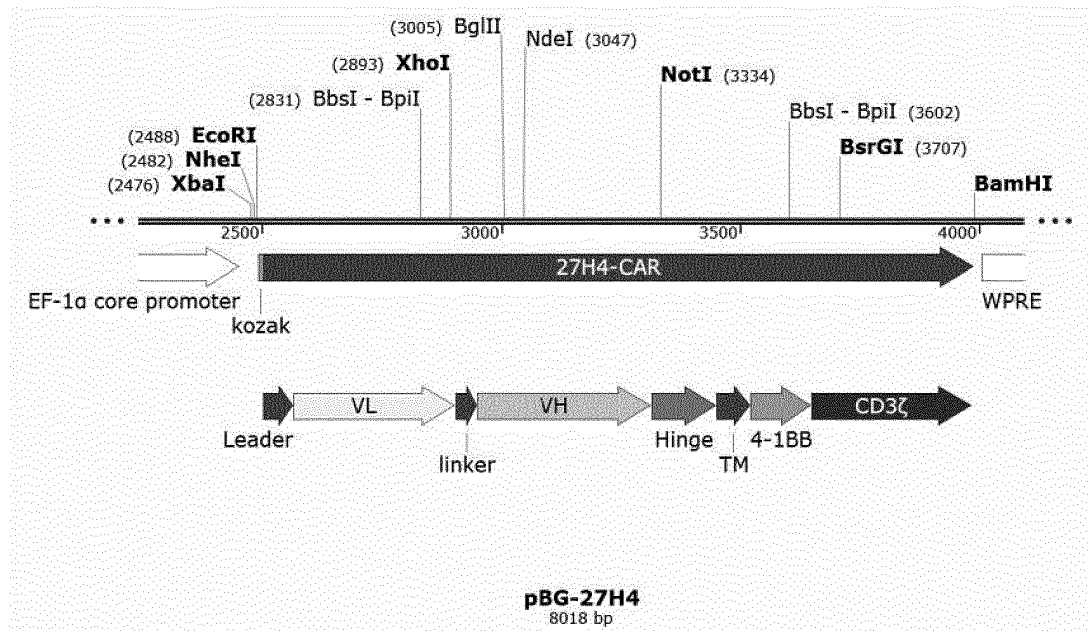 (3005) BglII
NdeI (3047)
(2893) XhoI
NotI (3334)
(2831) BbsI - BpiI
BbsI - BpiI (3602)
(2488) EcoRI
BsrGI (3707)
(2482) NheI
(2476) XbaI
BamHI
2500
3000
3500
4000
27H4-CAR
EF-1α core promoter
WPRE
kozak
VL
VH
CD3ζ
Leader
Hinge
4-1BB
linker
TM
pBG-27H4
8018 bp